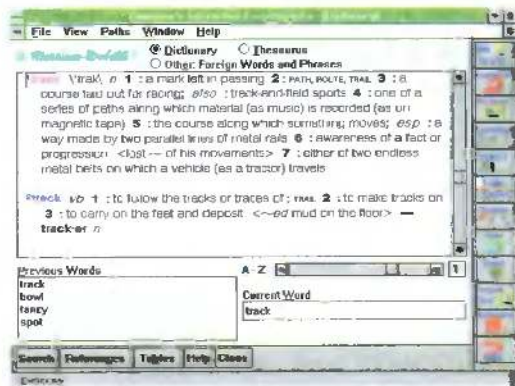 File View Paths Window Help
Dictionary Thesaurus
Other: Foreign Words and Phrases
track \'trak\ n 1 : a mark left in passing 2 : PATH, ROUTE, TRAIL 3 : a
course laid out for racing; also : track-and-field sports 4 : one of a
series of paths along which material (as music) is recorded (as on
magnetic tape) 5 : the course along which something moves; esp : a
way made by two parallel lines of metal rails 6 : awareness of a fact or
progression <lost ~ of his movements> 7 : either of two endless
metal belts on which a vehicle (as a tractor) travels
2track vb 1 : to follow the tracks or traces of : TRAIL 2 : to make tracks on
3 : to carry on the feet and deposit <~ed mud on the floor> —
track·er n
Previous Words
track
bowl
fancy
spot
A - Z
1
Current Word
track
Search References Tables Help Close